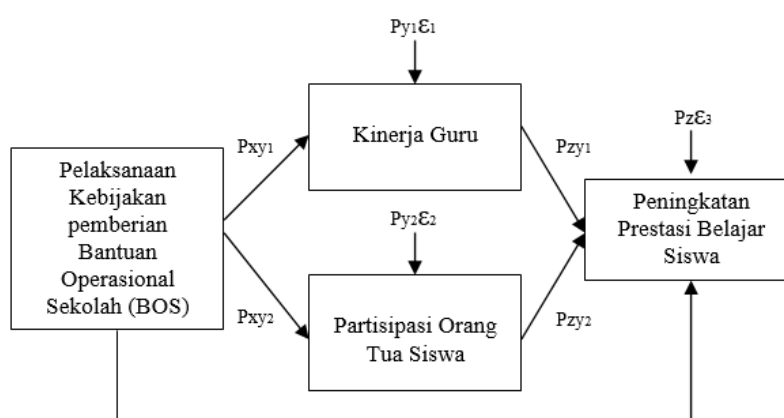 Py1ε1
Kinerja Guru
Pzε3
Pxy1
Pzy1
Pelaksanaan
Kebijakan
pemberian
Bantuan
Operasional
Sekolah (BOS)
Peningkatan
Prestasi Belajar
Siswa
Py2ε2
Pxy2
Partisipasi Orang
Tua Siswa
Pzy2